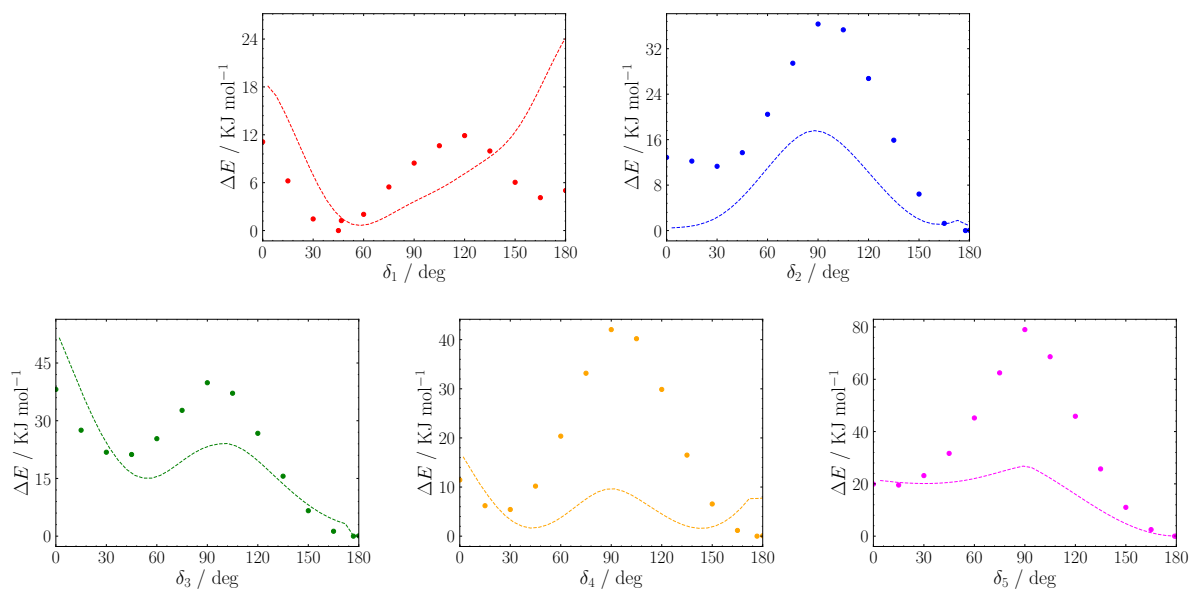 24
18
12
6
0
ΔE / KJ mol⁻¹
0 30 60 90 120 150 180
δ₁ / deg
36
24
16
8
0
ΔE / KJ mol⁻¹
0 30 60 90 120 150 180
δ₂ / deg
45
30
15
0
ΔE / KJ mol⁻¹
0 30 60 90 120 150 180
δ₃ / deg
40
30
20
10
0
ΔE / KJ mol⁻¹
0 30 60 90 120 150 180
δ₄ / deg
80
60
40
20
0
ΔE / KJ mol⁻¹
0 30 60 90 120 150 180
δ₅ / deg